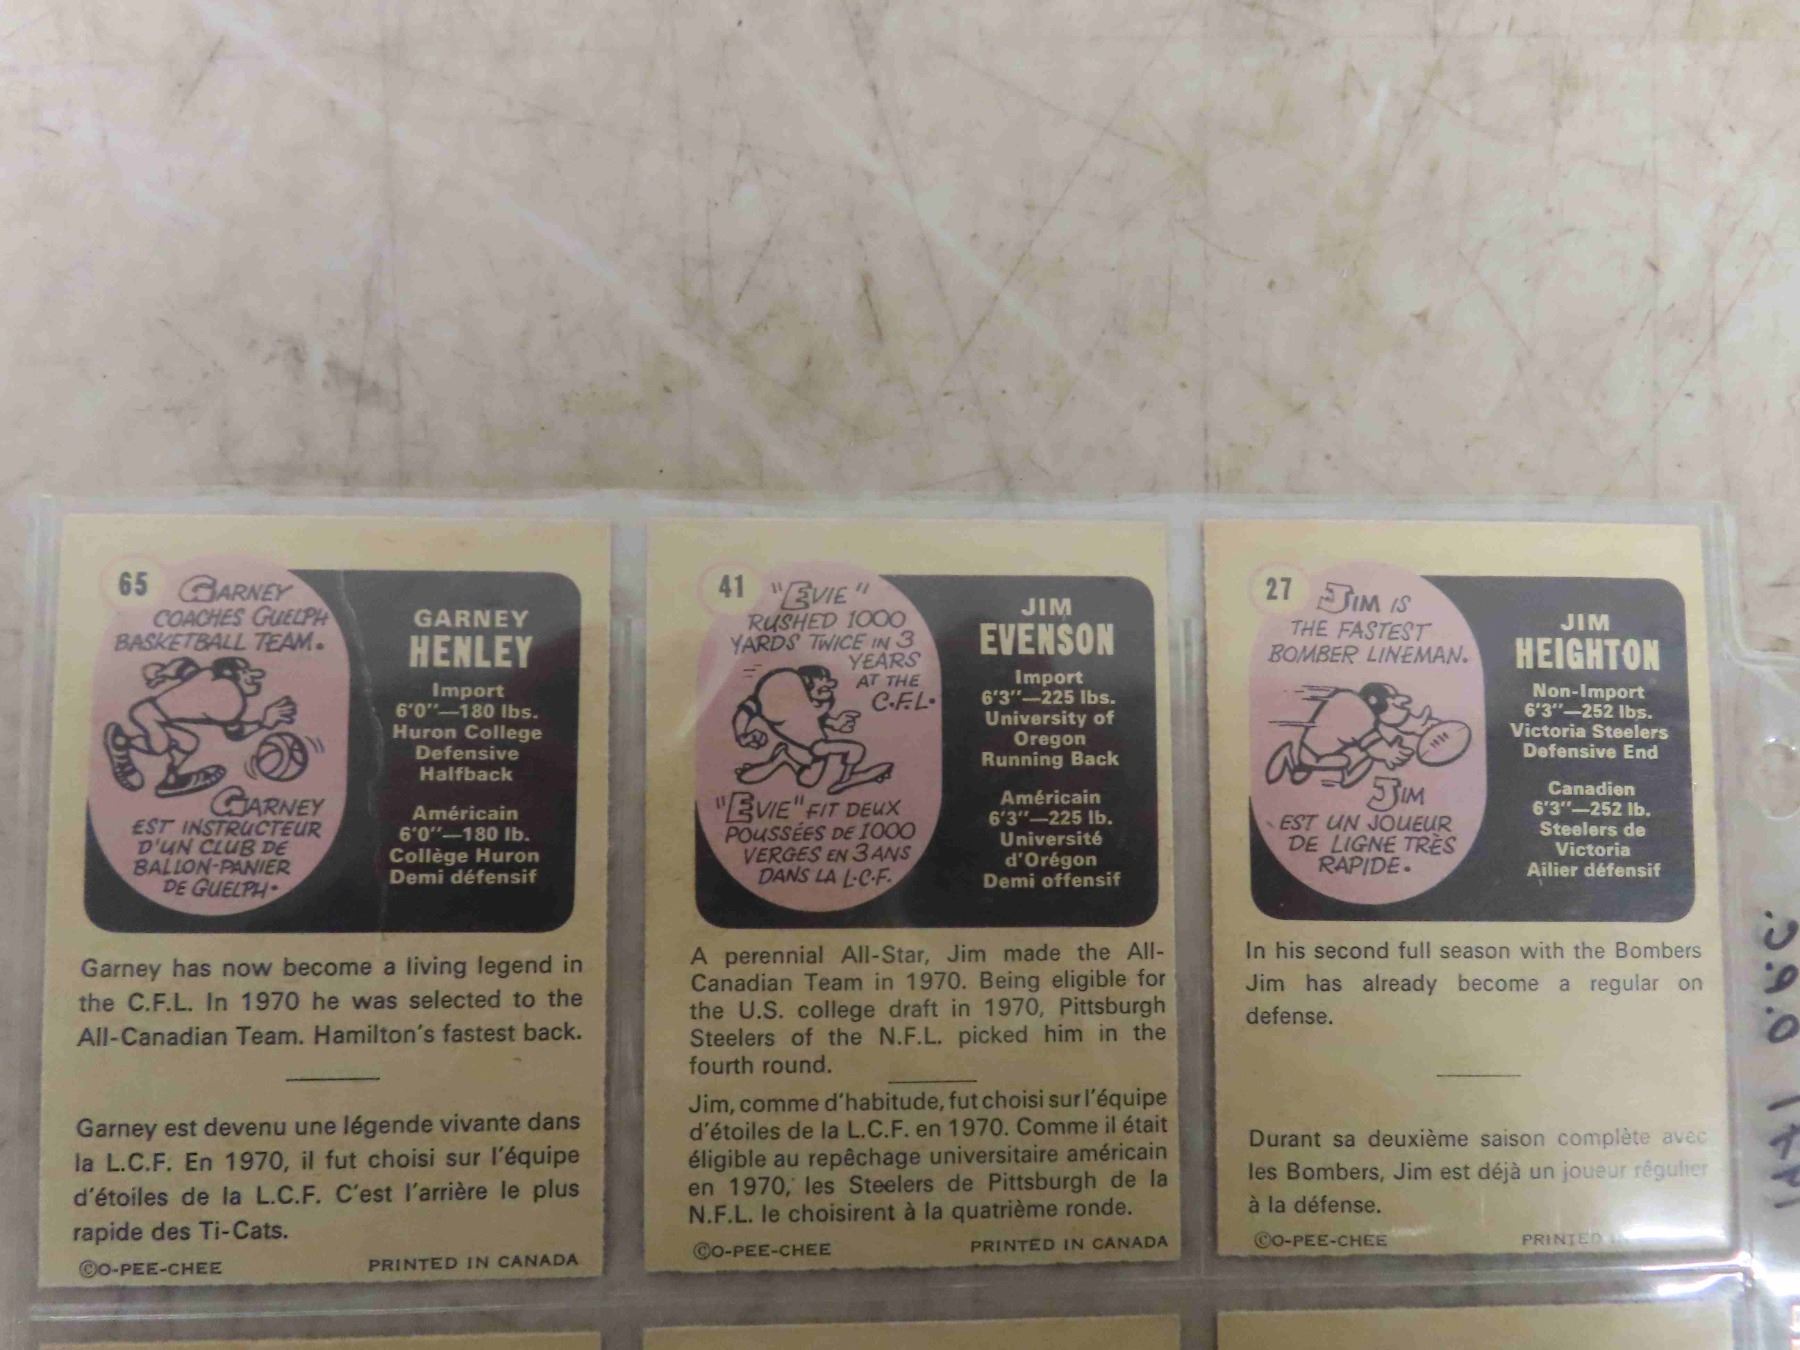 65
GARNEY
COACHES GUELPH
BASKETBALL TEAM.
GARNEY
EST INSTRUCTEUR
D'UN CLUB DE
BALLON-PANIER
DE GUELPH.
GARNEY
HENLEY
Import
6'0"—180 lbs.
Huron College
Defensive
Halfback
Américain
6'0"—180 lb.
Collège Huron
Demi défensif
Garney has now become a living legend in
the C.F.L. In 1970 he was selected to the
All-Canadian Team. Hamilton's fastest back.
Garney est devenu une légende vivante dans
la L.C.F. En 1970, il fut choisi sur l'équipe
d'étoiles de la L.C.F. C'est l'arrière le plus
rapide des Ti-Cats.
©O-PEE-CHEE PRINTED IN CANADA
41
"EVIE"
RUSHED 1000
YARDS TWICE IN 3
YEARS
AT THE
C.F.L.
"EVIE" FIT DEUX
POUSSÉES DE 1000
VERGES EN 3 ANS
DANS LA L.C.F.
JIM
EVENSON
Import
6'3"—225 lbs.
University of
Oregon
Running Back
Américain
6'3"—225 lb.
Université
d'Orégon
Demi offensif
A perennial All-Star, Jim made the All-
Canadian Team in 1970. Being eligible for
the U.S. college draft in 1970, Pittsburgh
Steelers of the N.F.L. picked him in the
fourth round.
Jim, comme d'habitude, fut choisi sur l'équipe
d'étoiles de la L.C.F. en 1970. Comme il était
éligible au repêchage universitaire américain
en 1970, les Steelers de Pittsburgh de la
N.F.L. le choisirent à la quatrième ronde.
©O-PEE-CHEE PRINTED IN CANADA
27
JIM IS
THE FASTEST
BOMBER LINEMAN.
JIM
EST UN JOUEUR
DE LIGNE TRÈS
RAPIDE.
JIM
HEIGHTON
Non-Import
6'3"—252 lbs.
Victoria Steelers
Defensive End
Canadien
6'3"—252 lb.
Steelers de
Victoria
Ailier défensif
In his second full season with the Bombers
Jim has already become a regular on
defense.
Durant sa deuxième saison complète avec
les Bombers, Jim est déjà un joueur régulier
à la défense.
©O-PEE-CHEE PRINTED
1971 O.P.C.